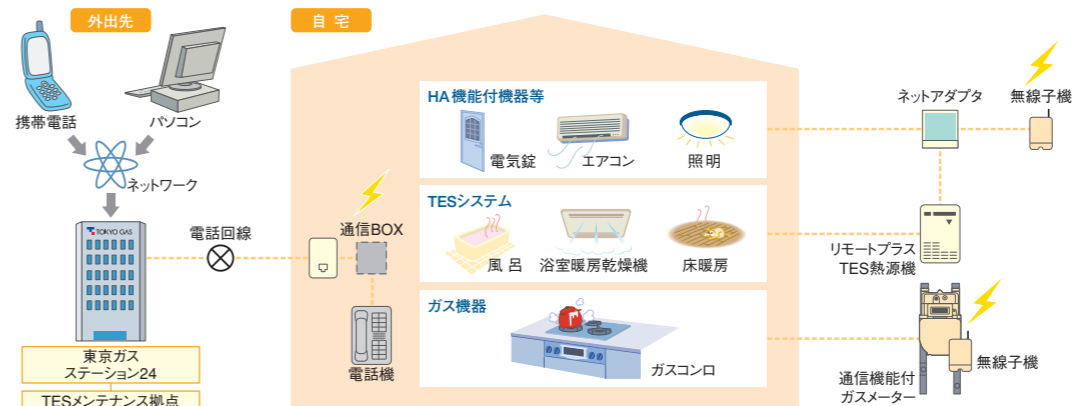 外出先
自宅
携帯電話
パソコン
ネットワーク
TOKYO GAS
電話回線
東京ガス
ステーション24
TESメンテナンス拠点
通信BOX
電話機
HA機能付機器等
電気錠
エアコン
照明
TESシステム
風呂
浴室暖房乾燥機
床暖房
ガス機器
ガスコンロ
ネットアダプタ
無線子機
リモートプラス
TES熱源機
無線子機
通信機能付
ガスメーター